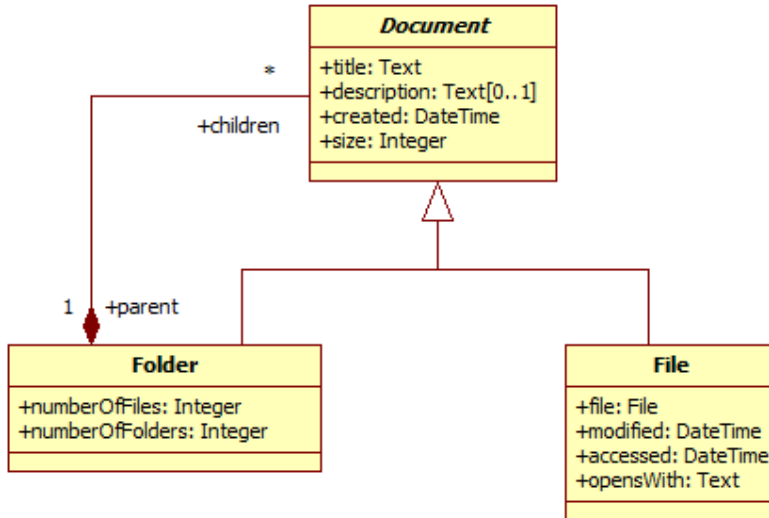 Document
+title: Text
+description: Text[0..1]
+created: DateTime
+size: Integer
*
+children
1 +parent
Folder
+numberOfFiles: Integer
+numberOfFolders: Integer
File
+file: File
+modified: DateTime
+accessed: DateTime
+opensWith: Text